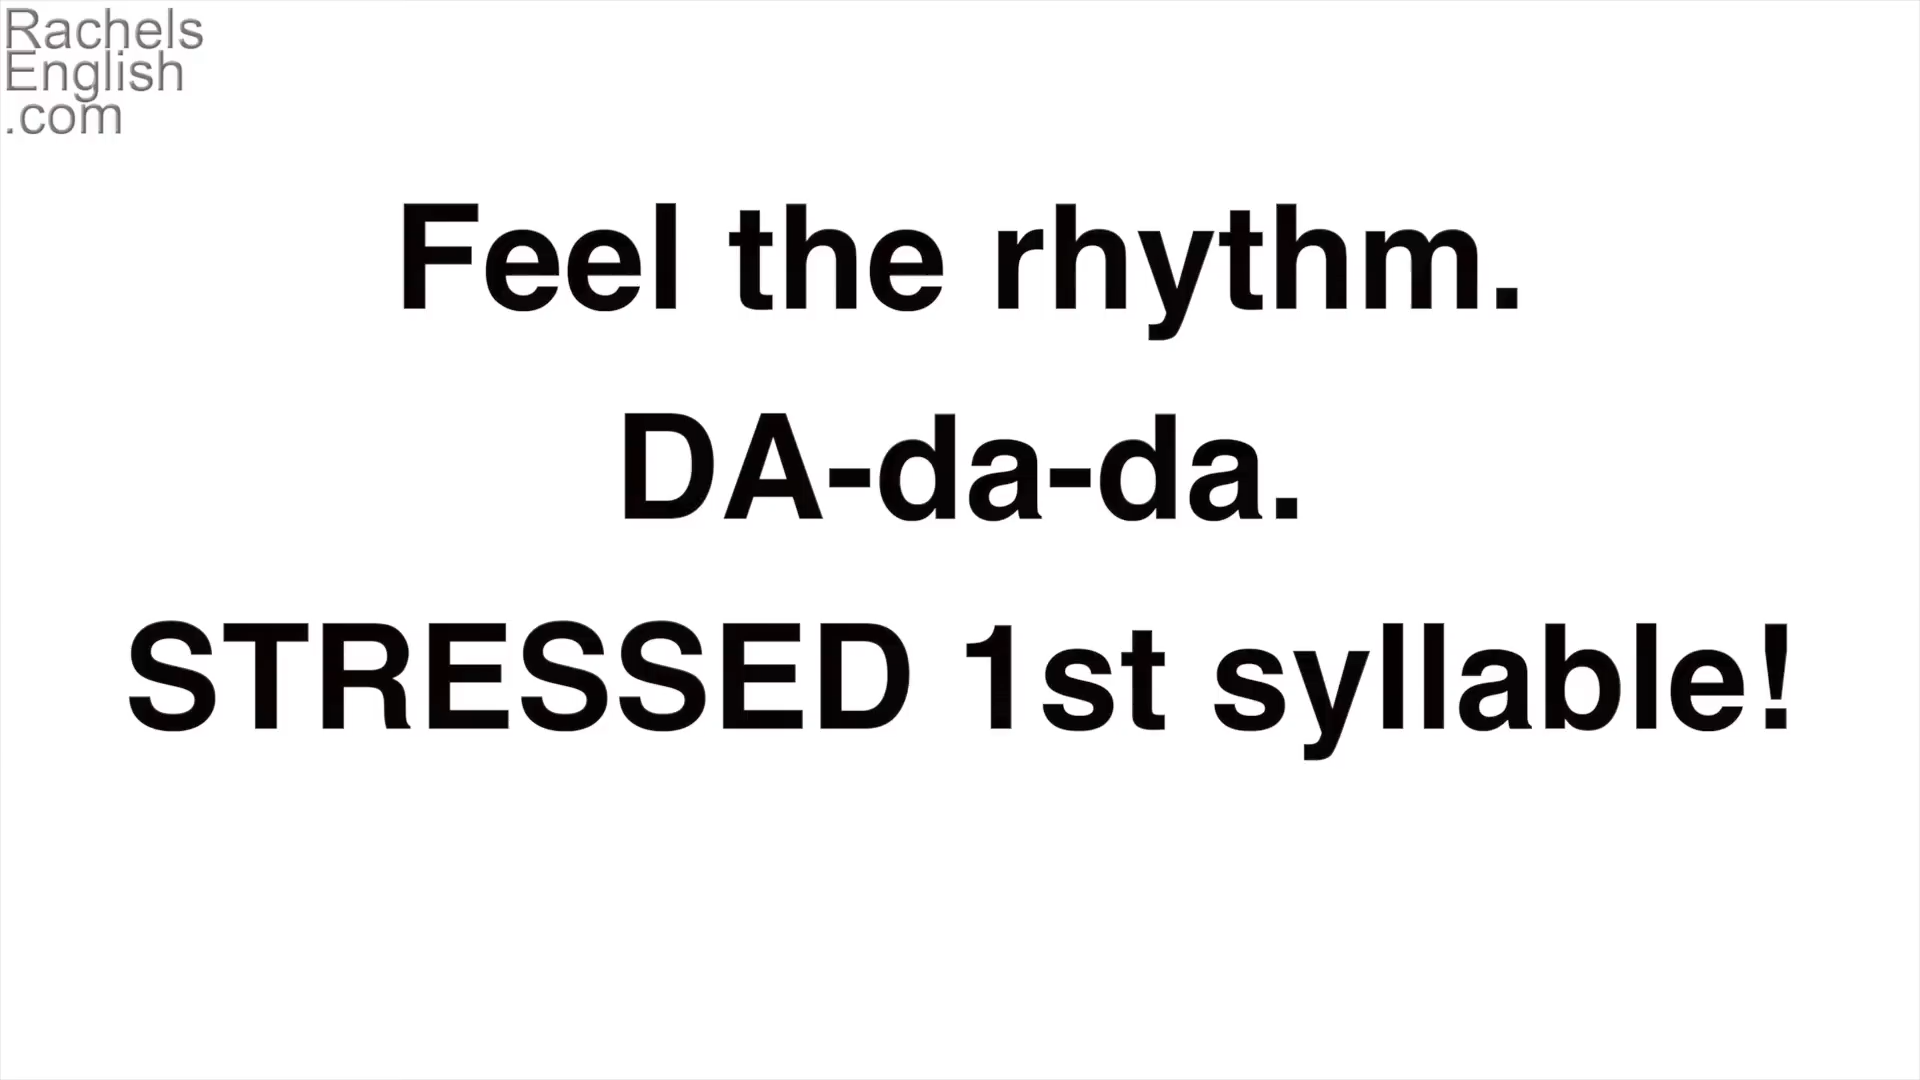 Rachels
English
.com
Feel the rhythm.
DA-da-da.
STRESSED 1st syllable!